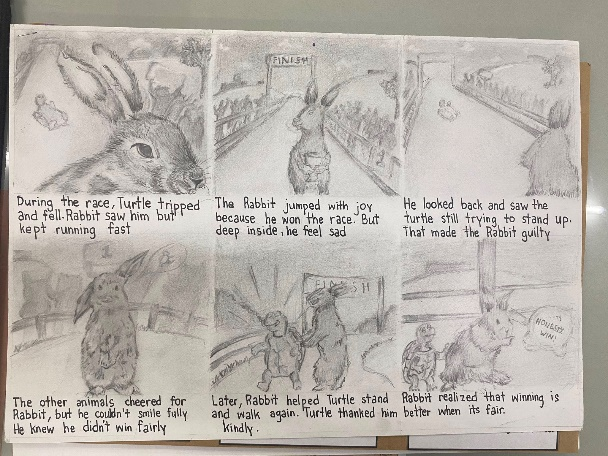 FINISH
During the race, Turtle tripped
and fell. Rabbit saw him but
kept running fast
The Rabbit jumped with joy
because he won the race. But
deep inside, he feel sad
He looked back and saw the
turtle still trying to stand up.
That made the Rabbit guilty
FINISH
HONESTY
WIN!
The other animals cheered for
Rabbit, but he couldn't smile fully
He knew he didn't win fairly
Later, Rabbit helped Turtle stand
and walk again. Turtle thanked him
kindly.
Rabbit realized that winning is
better when its fair.